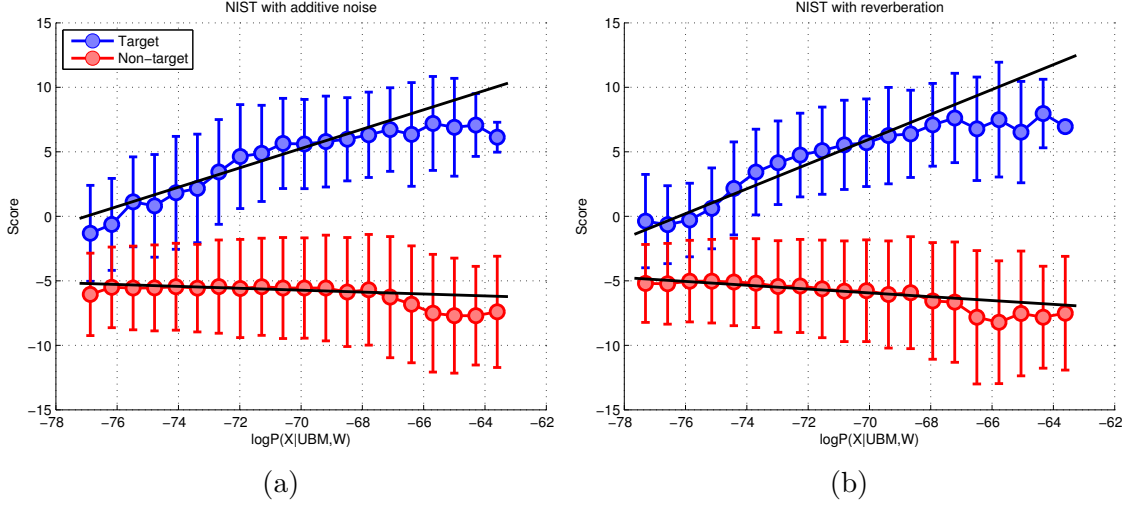 NIST with additive noise
15
10
5
0
−5
−10
−15
Score
Target
Non−target
−78 −76 −74 −72 −70 −68 −66 −64 −62
logP(X|UBM,W)
(a)
NIST with reverberation
15
10
5
0
−5
−10
−15
Score
−78 −76 −74 −72 −70 −68 −66 −64 −62
logP(X|UBM,W)
(b)